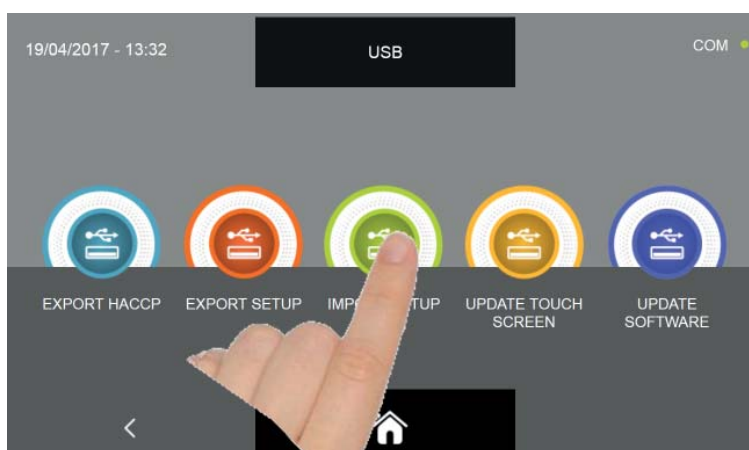 19/04/2017 - 13:32
USB
COM
EXPORT HACCP
EXPORT SETUP
UPDATE TOUCH
SCREEN
UPDATE
SOFTWARE